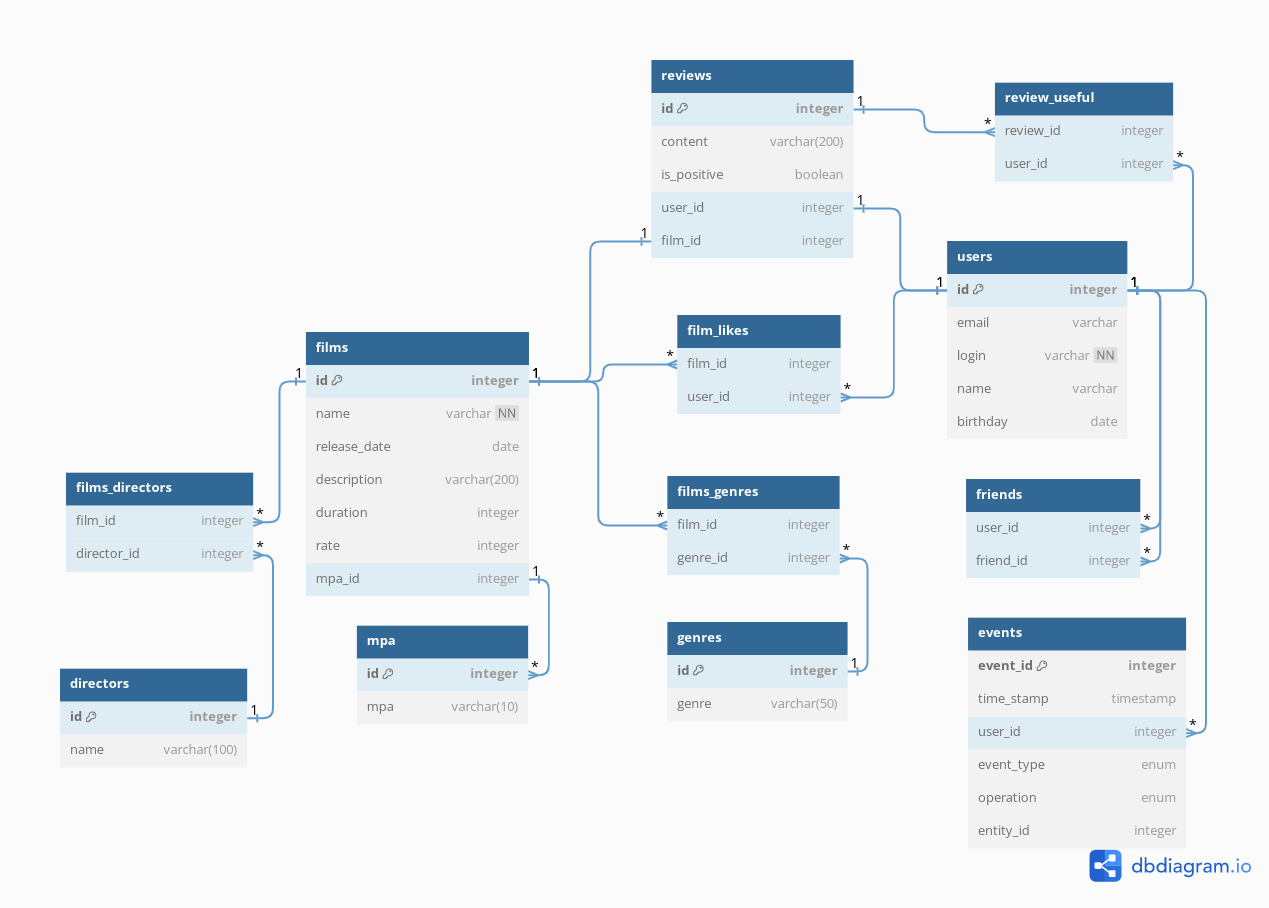 reviews
id integer
content varchar(200)
is_positive boolean
user_id integer
film_id integer
review_useful
review_id integer
user_id integer
users
id integer
email varchar
login varchar NN
name varchar
birthday date
film_likes
film_id integer
user_id integer
films
id integer
name varchar NN
release_date date
description varchar(200)
duration integer
rate integer
mpa_id integer
films_directors
film_id integer
director_id integer
films_genres
film_id integer
genre_id integer
friends
user_id integer
friend_id integer
mpa
id integer
mpa varchar(10)
genres
id integer
genre varchar(50)
directors
id integer
name varchar(100)
events
event_id integer
time_stamp timestamp
user_id integer
event_type enum
operation enum
entity_id integer
1
*
*
1
1
1
1
*
*
1
1
*
*
*
*
1
*
*
1
*
1
1
*
dbdiagram.io